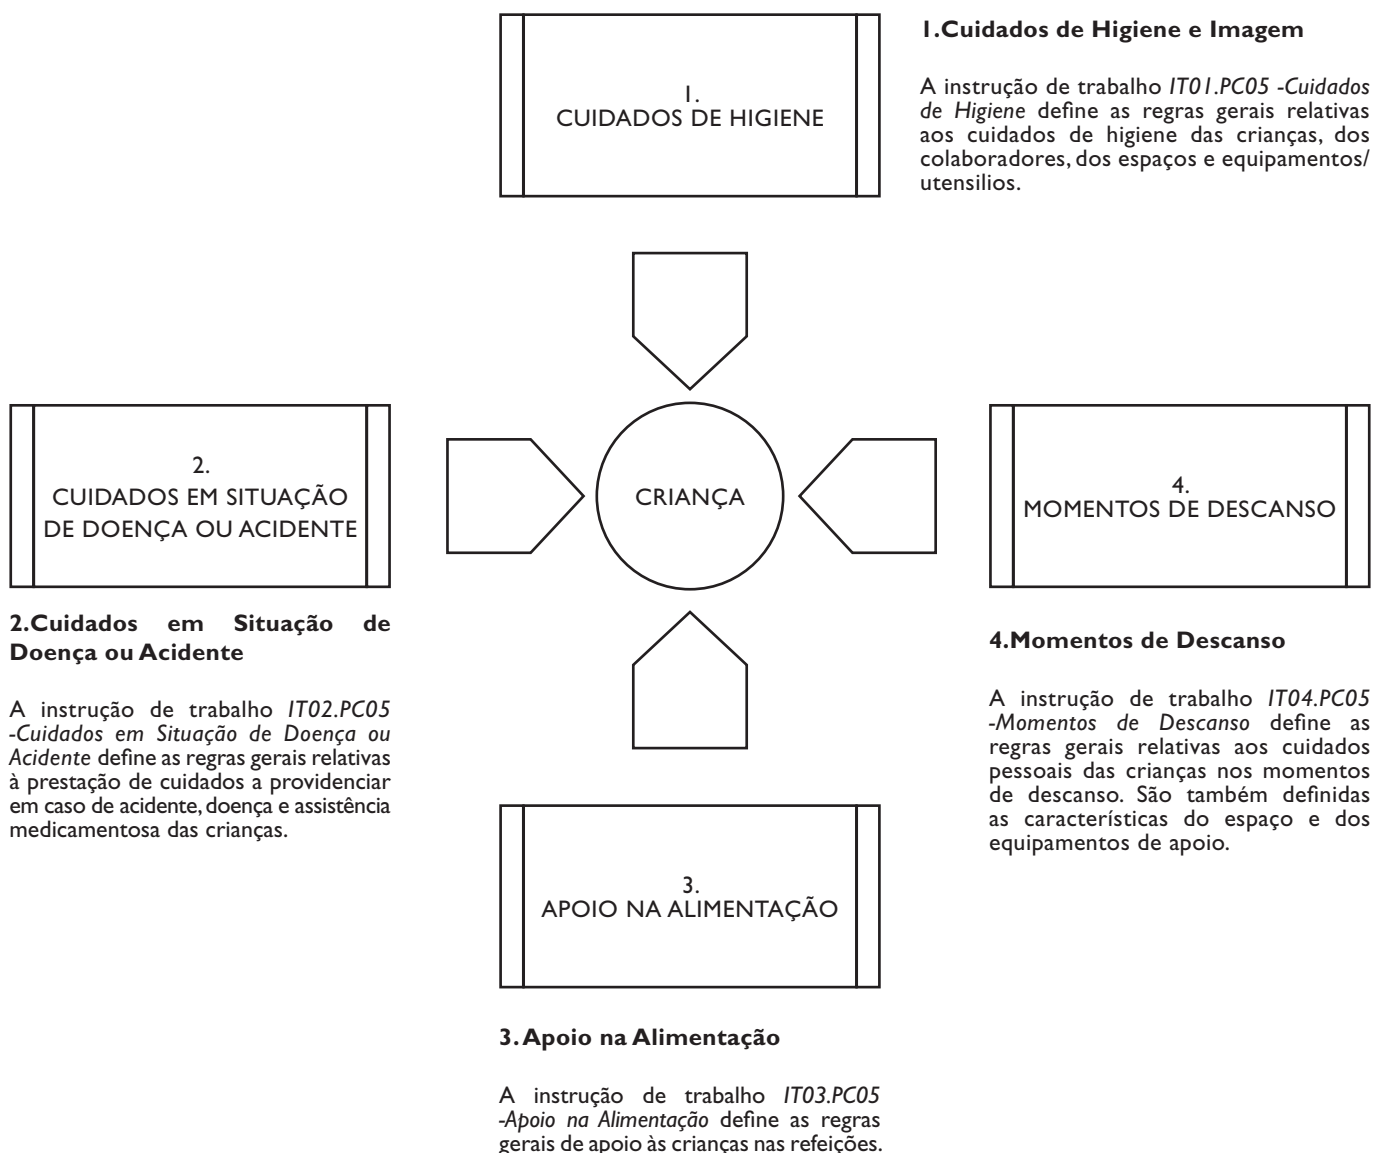 1.
CUIDADOS DE HIGIENE
1.Cuidados de Higiene e Imagem
A instrução de trabalho IT01.PC05 -Cuidados
de Higiene define as regras gerais relativas
aos cuidados de higiene das crianças, dos
colaboradores, dos espaços e equipamentos/
utensilios.
2.
CUIDADOS EM SITUAÇÃO
DE DOENÇA OU ACIDENTE
CRIANÇA
4.
MOMENTOS DE DESCANSO
2.Cuidados em Situação de
Doença ou Acidente
A instrução de trabalho IT02.PC05
-Cuidados em Situação de Doença ou
Acidente define as regras gerais relativas
à prestação de cuidados a providenciar
em caso de acidente, doença e assistência
medicamentosa das crianças.
4.Momentos de Descanso
A instrução de trabalho IT04.PC05
-Momentos de Descanso define as
regras gerais relativas aos cuidados
pessoais das crianças nos momentos
de descanso. São também definidas
as características do espaço e dos
equipamentos de apoio.
3.
APOIO NA ALIMENTAÇÃO
3. Apoio na Alimentação
A instrução de trabalho IT03.PC05
-Apoio na Alimentação define as regras
gerais de apoio às crianças nas refeições.